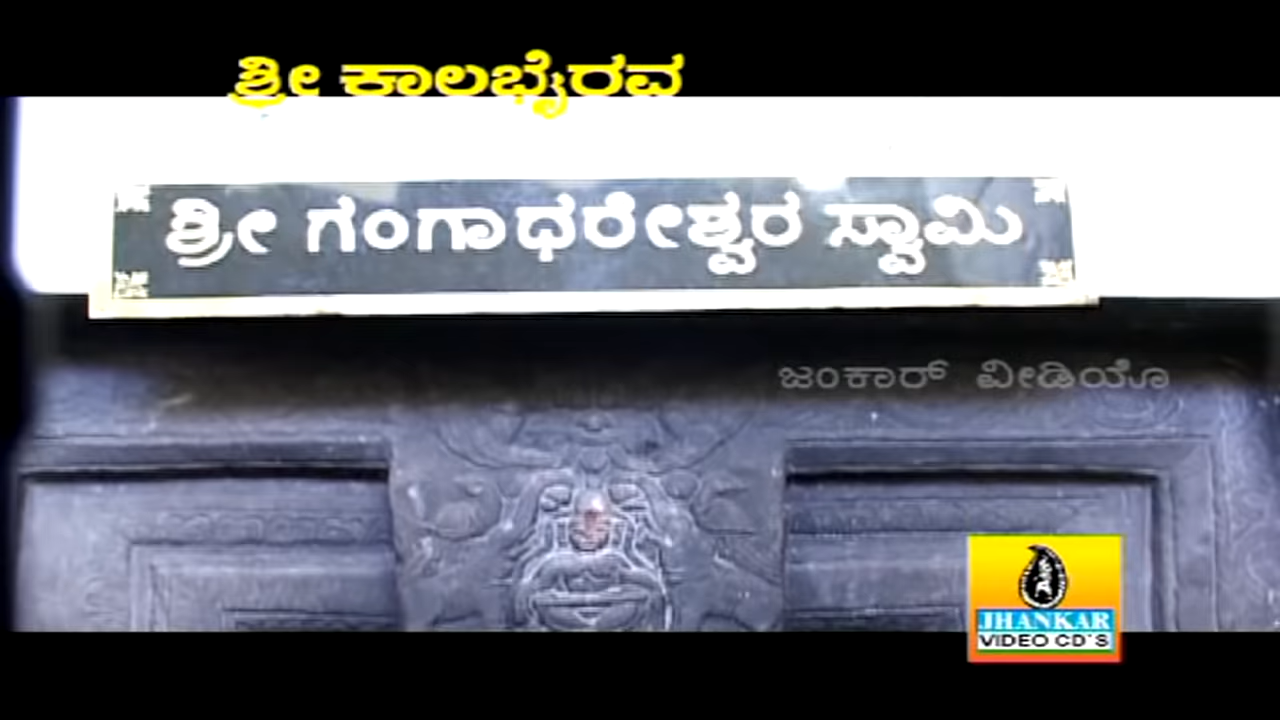 ಶ್ರೀ ಕಾಲಭೈರವ
ಶ್ರೀ ಗಂಗಾಧರೇಶ್ವರ ಸ್ವಾಮಿ
ಜಂಕಾರ್ ವೀಡಿಯೊ
JHANKAR
VIDEO CD'S